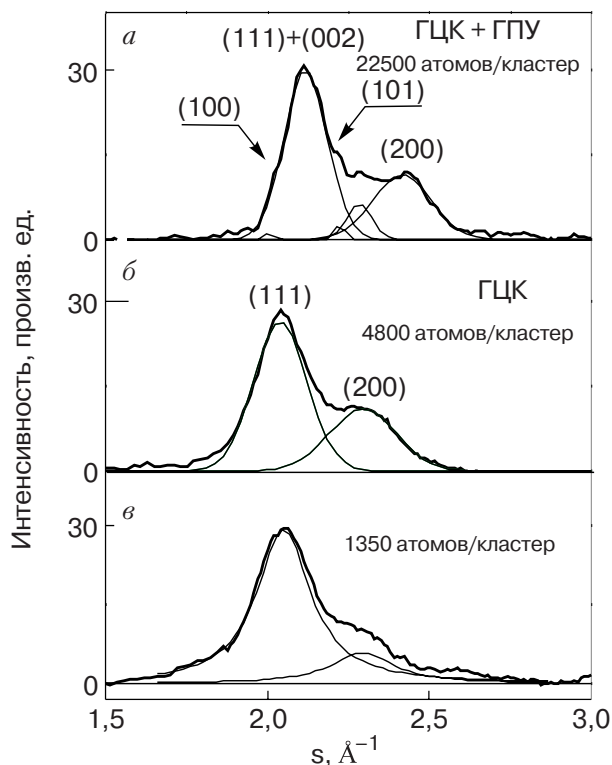 а
(111)+(002)
ГЦК + ГПУ
22500 атомов/кластер
30
(100)
(101)
(200)
0
б
30
(111)
ГЦК
4800 атомов/кластер
(200)
0
в
30
1350 атомов/кластер
0
1,5
2,0
2,5
3,0
s, Å⁻¹
Интенсивность, произв. ед.